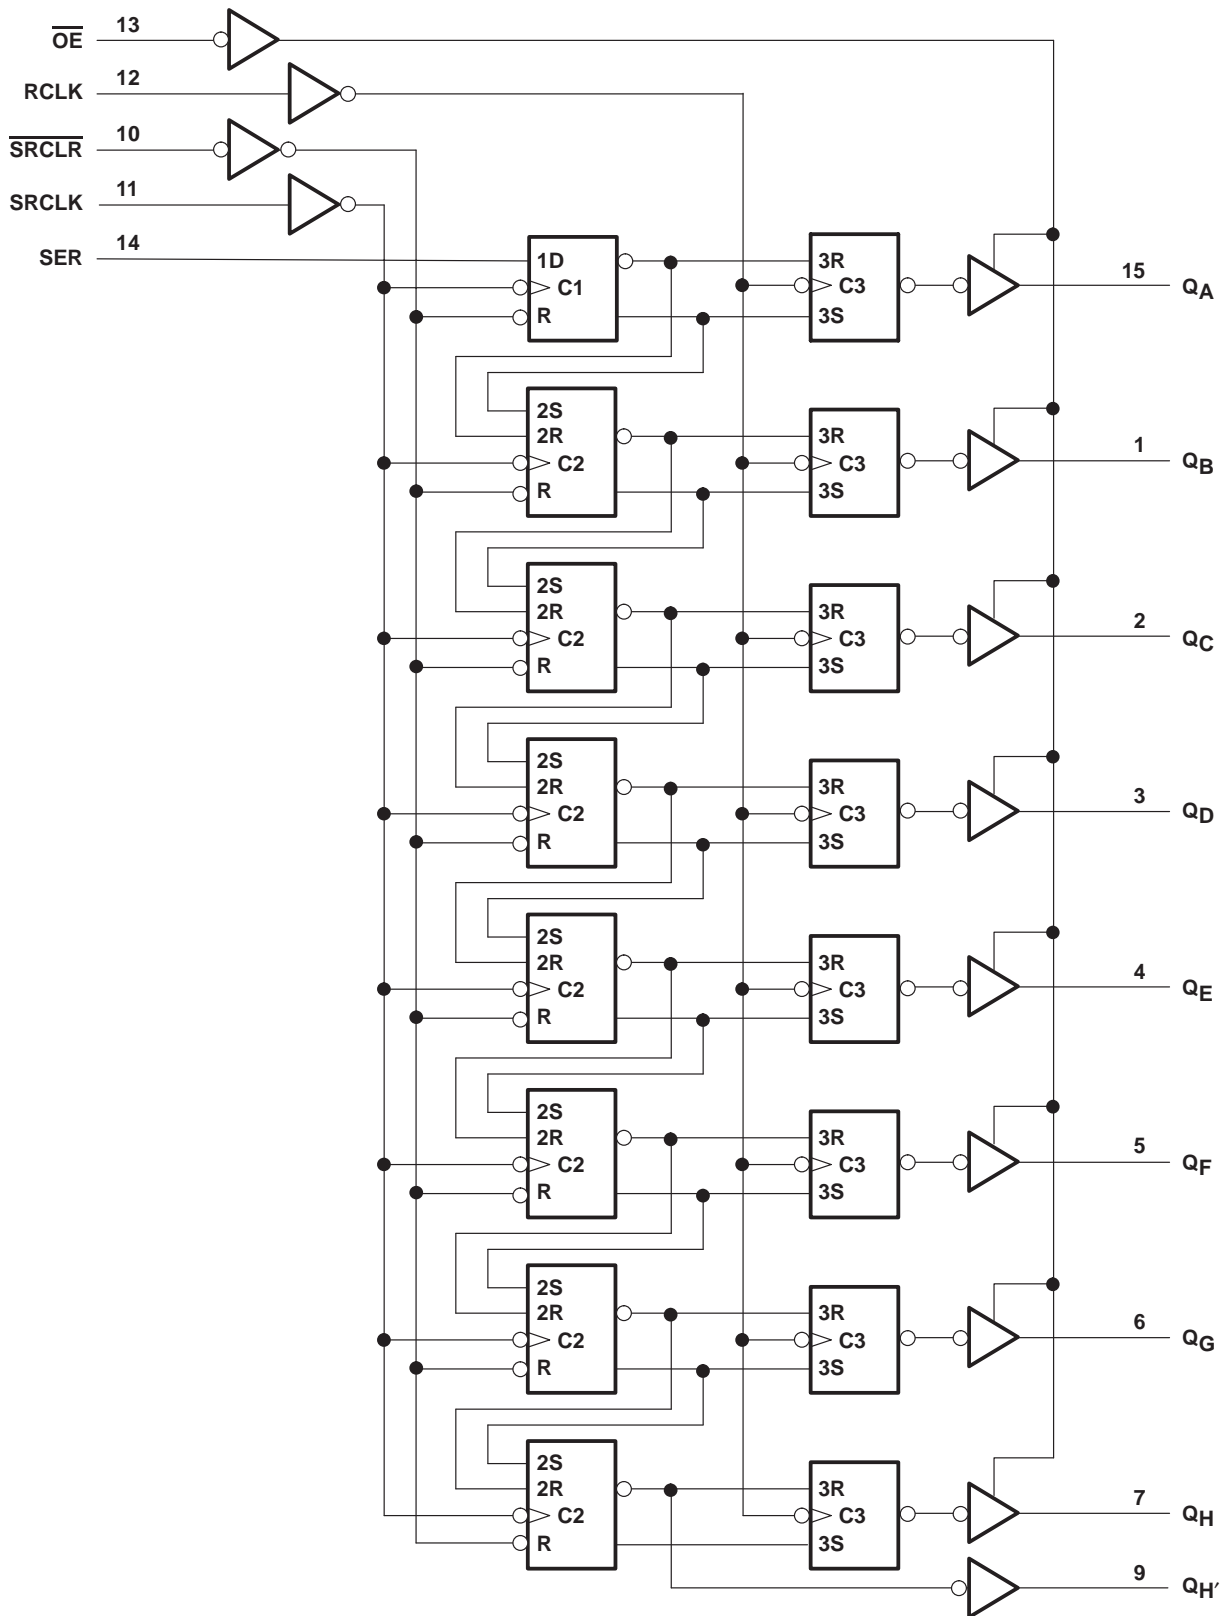 OE 13
RCLK 12
SRCLR 10
SRCLK 11
SER 14
1D 3R
C1 C3 15 QA
R 3S
2S
2R 3R
C2 C3 1 QB
R 3S
2S
2R 3R
C2 C3 2 QC
R 3S
2S
2R 3R
C2 C3 3 QD
R 3S
2S
2R 3R
C2 C3 4 QE
R 3S
2S
2R 3R
C2 C3 5 QF
R 3S
2S
2R 3R
C2 C3 6 QG
R 3S
2S
2R 3R
C2 C3 7 QH
R 3S
9 QH′